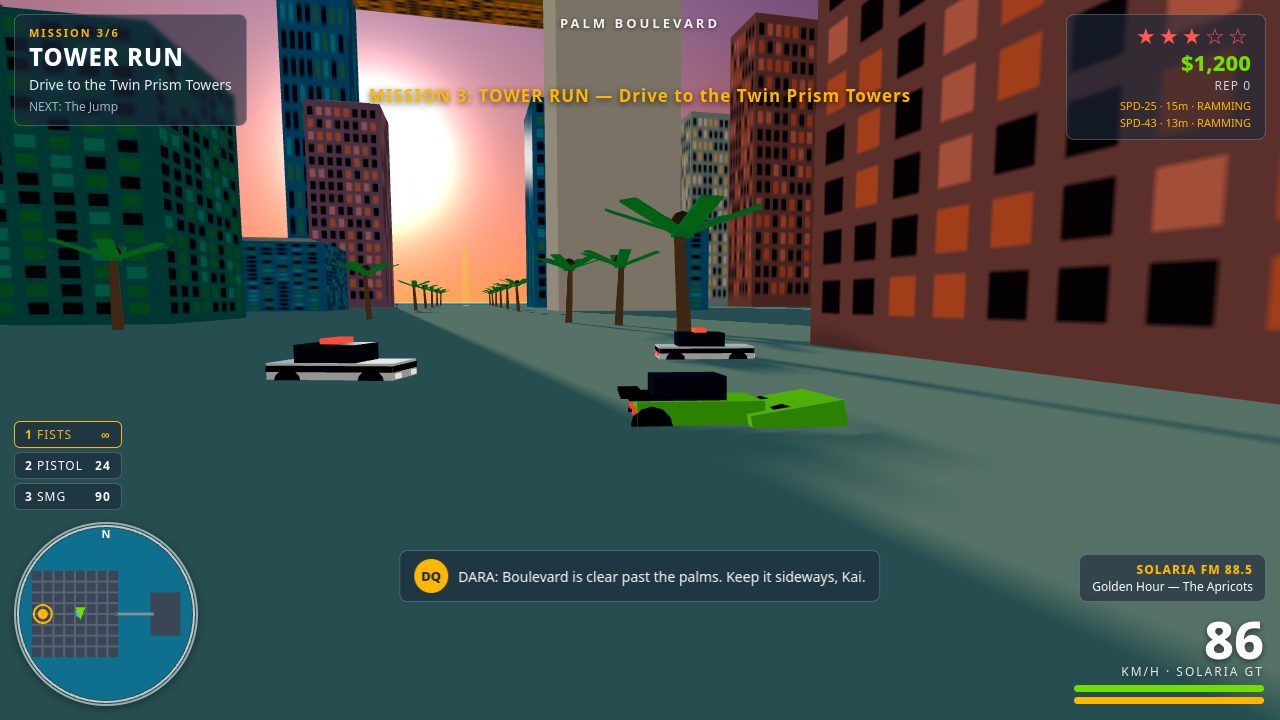 PALM BOULEVARD
MISSION 3/6
TOWER RUN
Drive to the Twin Prism Towers
NEXT: The Jump
★★★☆☆
$1,200
REP 0
SPD-25 · 15m · RAMMING
SPD-43 · 13m · RAMMING
MISSION 3: TOWER RUN — Drive to the Twin Prism Towers
1 FISTS ∞
2 PISTOL 24
3 SMG 90
N
DQ DARA: Boulevard is clear past the palms. Keep it sideways, Kai.
SOLARIA FM 88.5
Golden Hour — The Apricots
86
KM/H · SOLARIA GT